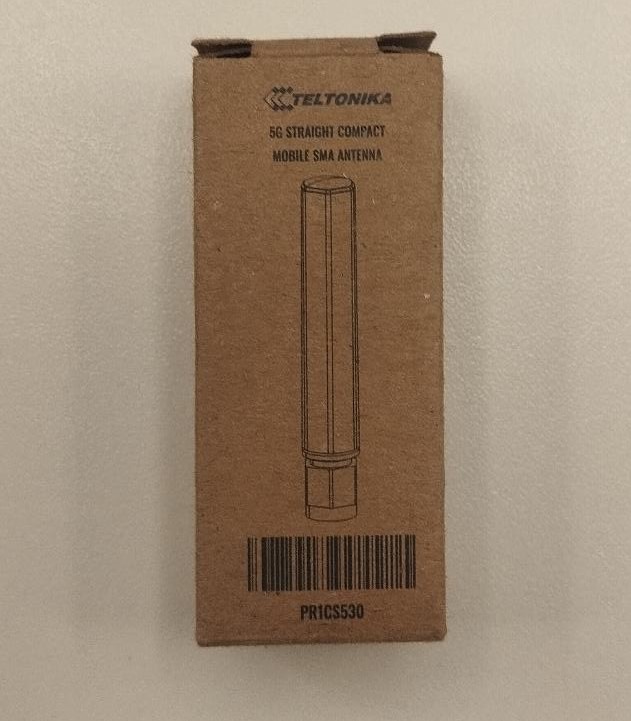 TELTONIKA
5G STRAIGHT COMPACT
MOBILE SMA ANTENNA
PR1CS530